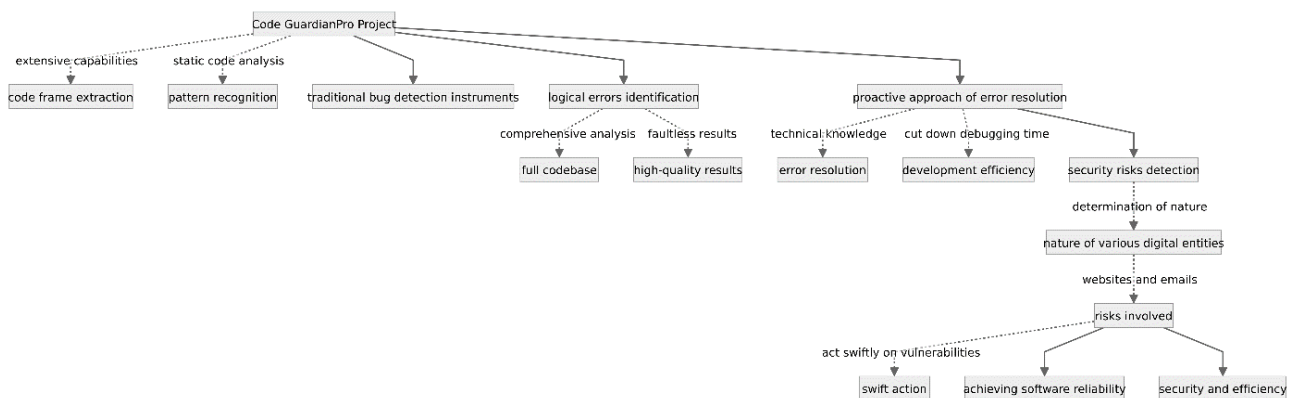 Code GuardianPro Project
extensive capabilities
static code analysis
code frame extraction
pattern recognition
traditional bug detection instruments
logical errors identification
proactive approach of error resolution
comprehensive analysis
faultless results
technical knowledge
cut down debugging time
full codebase
high-quality results
error resolution
development efficiency
security risks detection
determination of nature
nature of various digital entities
websites and emails
risks involved
act swiftly on vulnerabilities
swift action
achieving software reliability
security and efficiency